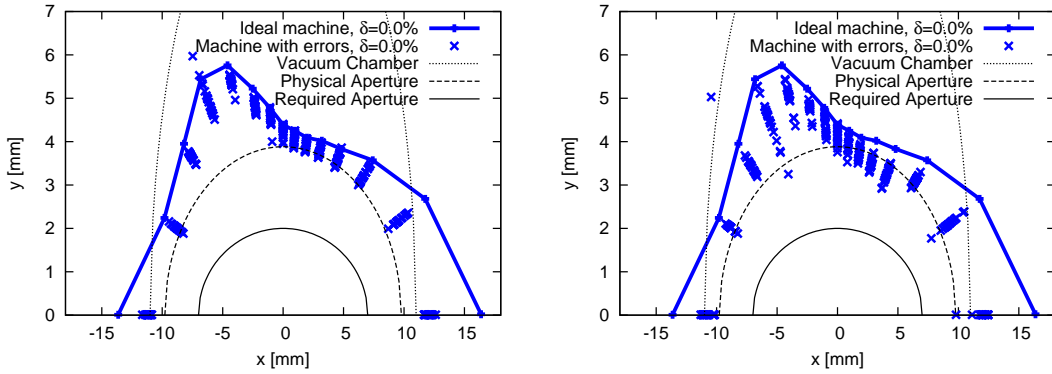 7
6
5
4
3
2
1
0
y [mm]
-15 -10 -5 0 5 10 15
x [mm]
Ideal machine, δ=0.0%
Machine with errors, δ=0.0%
Vacuum Chamber
Physical Aperture
Required Aperture
7
6
5
4
3
2
1
0
y [mm]
-15 -10 -5 0 5 10 15
x [mm]
Ideal machine, δ=0.0%
Machine with errors, δ=0.0%
Vacuum Chamber
Physical Aperture
Required Aperture